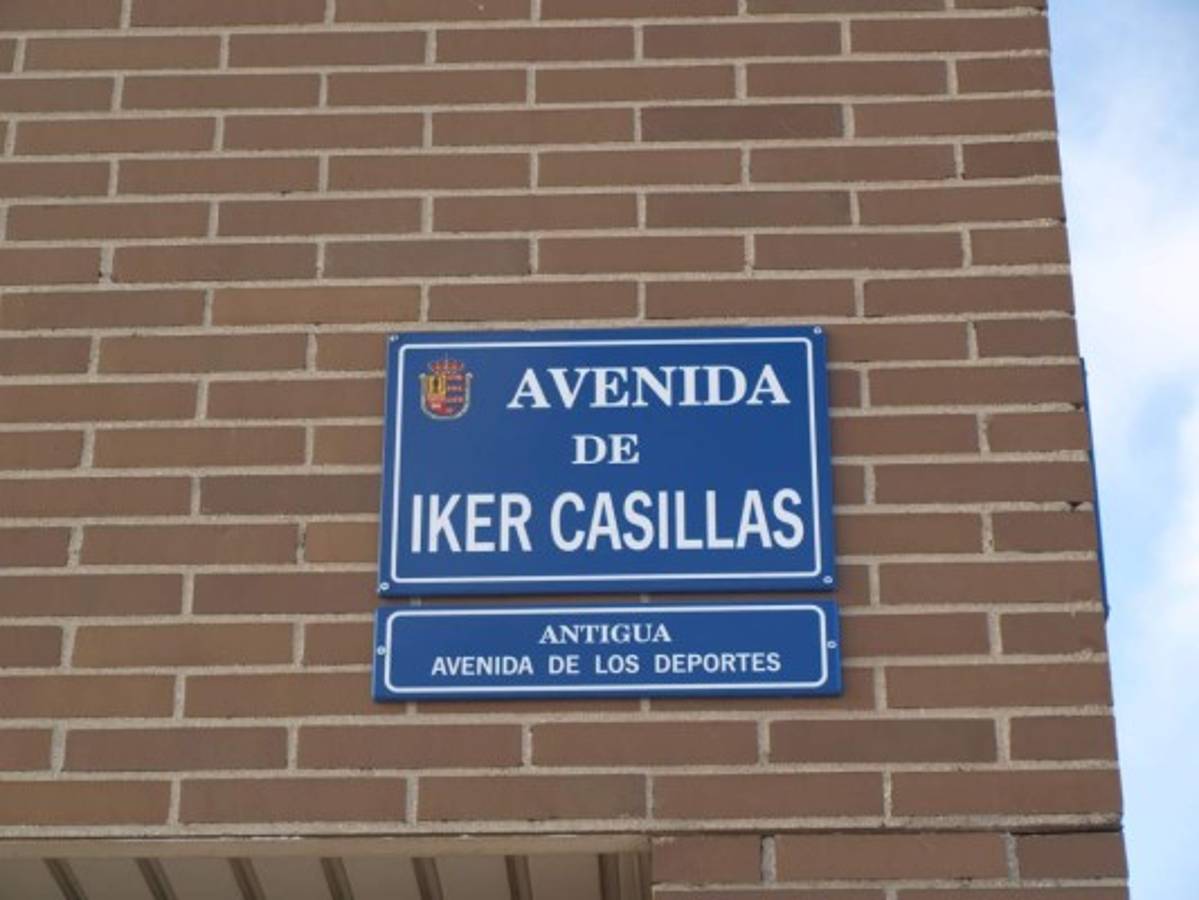 AVENIDA
DE
IKER CASILLAS
ANTIGUA
AVENIDA DE LOS DEPORTES